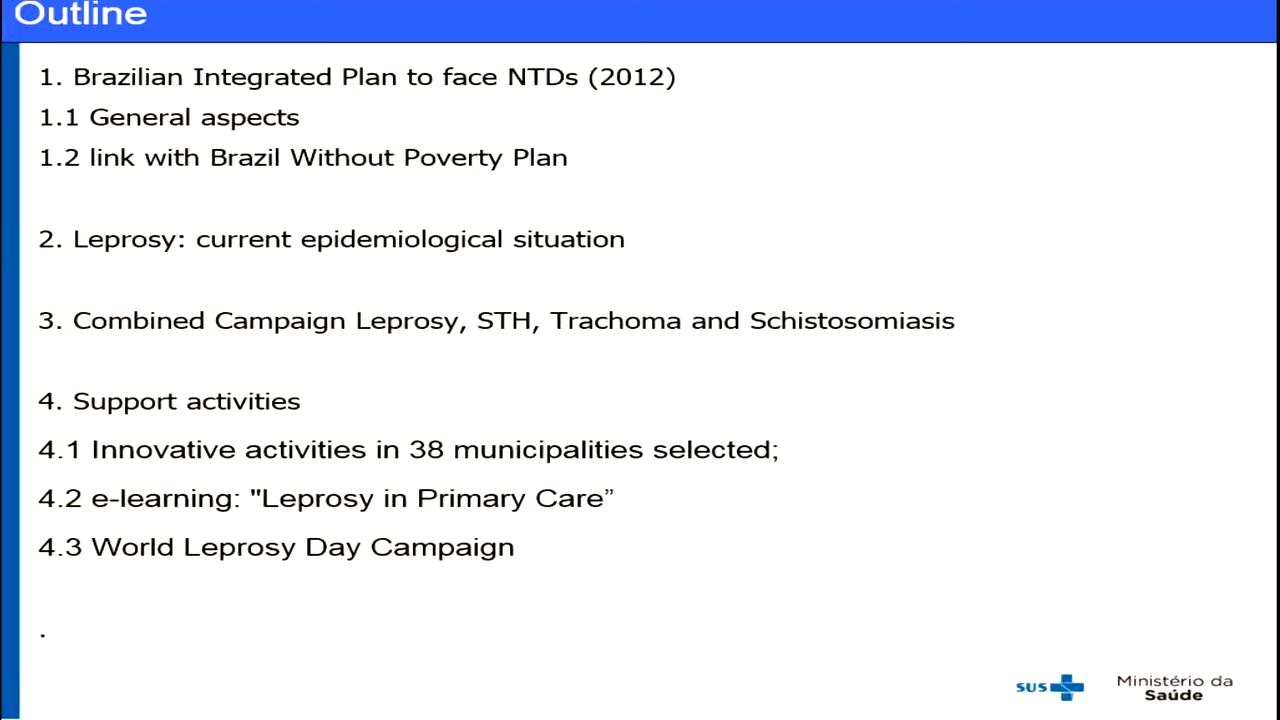 Outline
1. Brazilian Integrated Plan to face NTDs (2012)
1.1 General aspects
1.2 link with Brazil Without Poverty Plan
2. Leprosy: current epidemiological situation
3. Combined Campaign Leprosy, STH, Trachoma and Schistosomiasis
4. Support activities
4.1 Innovative activities in 38 municipalities selected;
4.2 e-learning: "Leprosy in Primary Care”
4.3 World Leprosy Day Campaign
.
SUS
Ministério da
Saúde